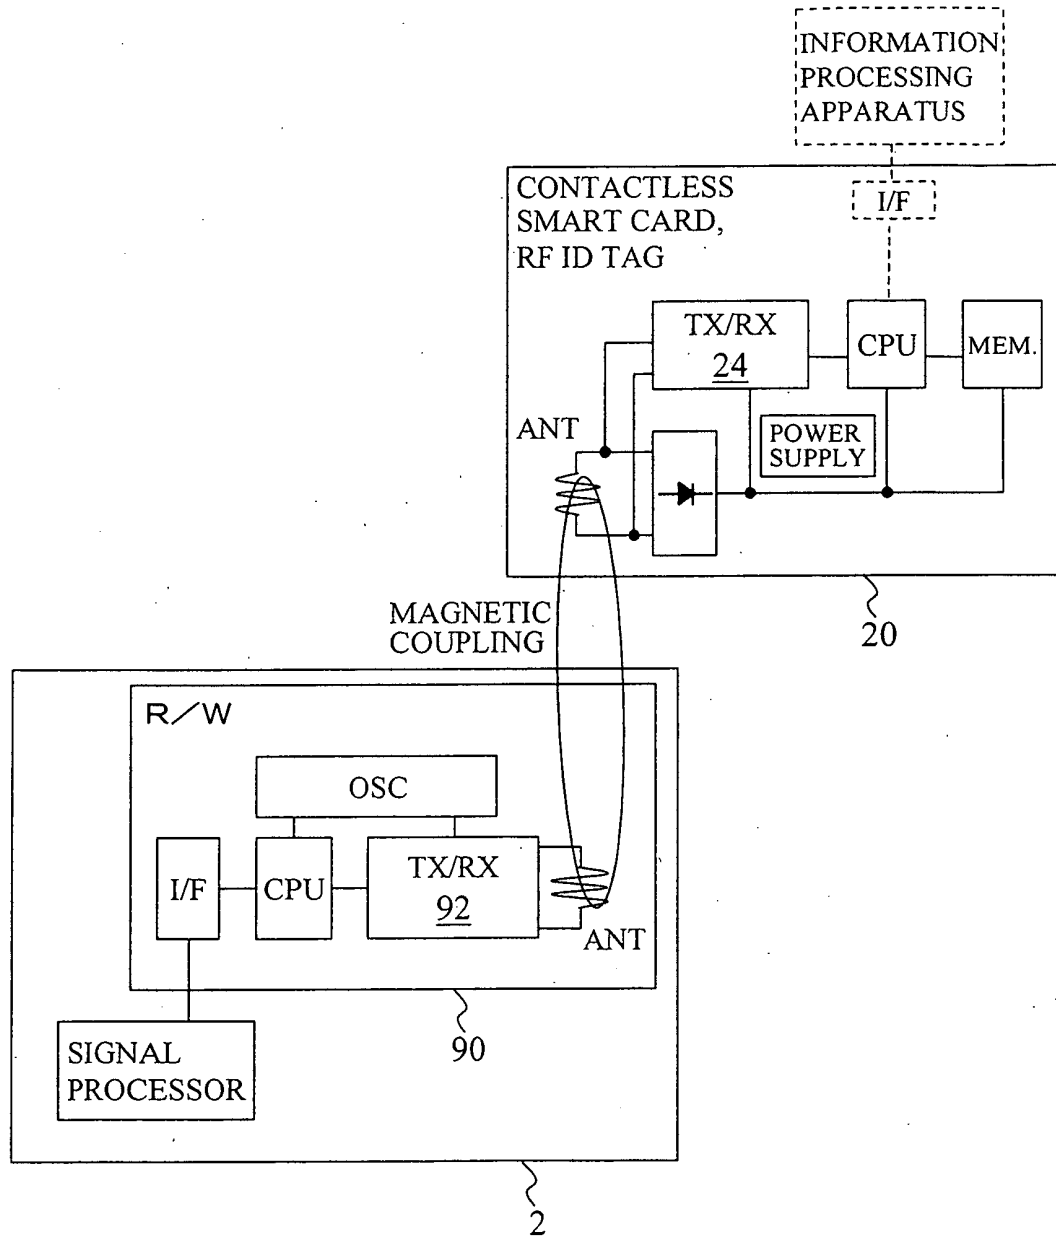 INFORMATION
PROCESSING
APPARATUS
CONTACTLESS
SMART CARD,
RF ID TAG
I/F
TX/RX
24
CPU
MEM.
ANT
POWER
SUPPLY
20
MAGNETIC
COUPLING
R/W
OSC
I/F
CPU
TX/RX
92
ANT
90
SIGNAL
PROCESSOR
2